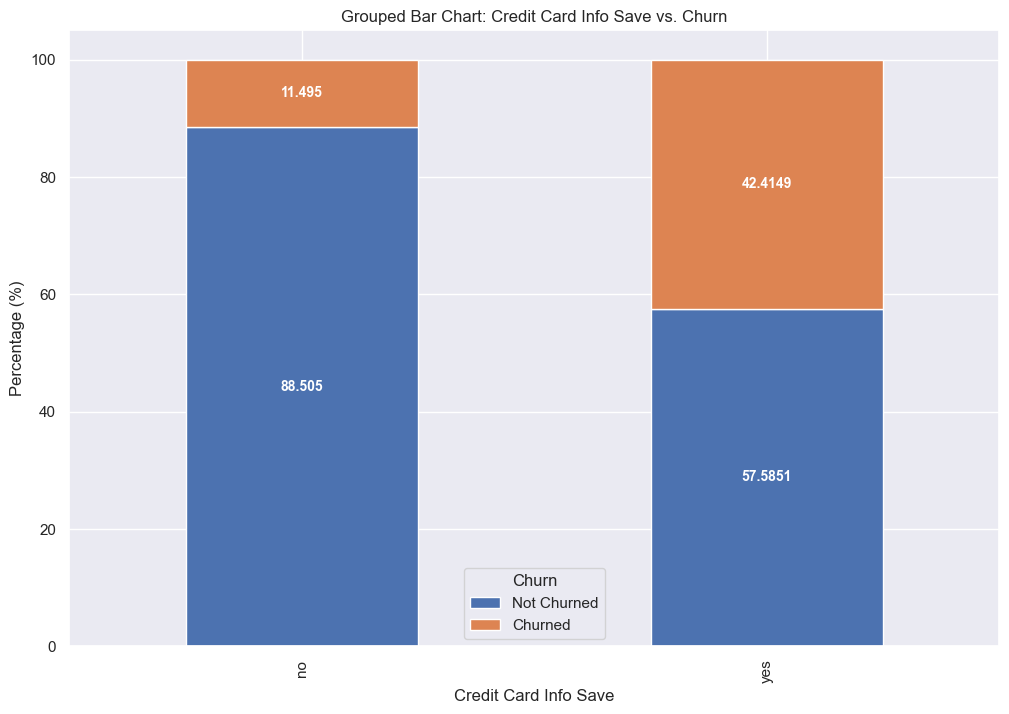 Grouped Bar Chart: Credit Card Info Save vs. Churn
Percentage (%)
100
80
60
40
20
0
11.495
88.505
42.4149
57.5851
Churn
Not Churned
Churned
no
yes
Credit Card Info Save